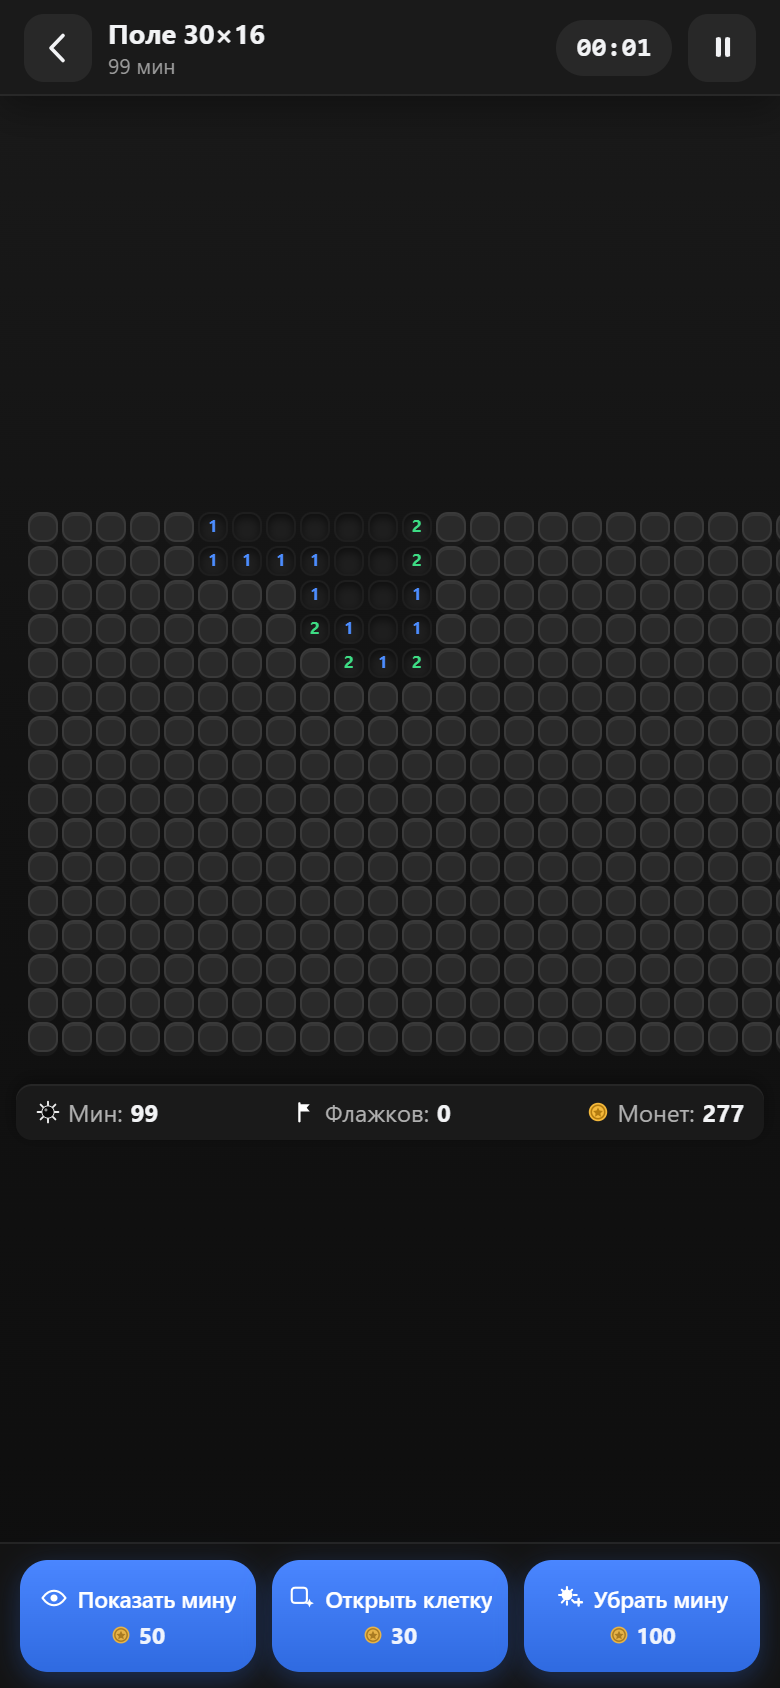 Поле 30×16
99 мин
00:01
1 2
1 1 1 1 2
1 1
2 1 1
2 1 2
Мин: 99 Флажков: 0 Монет: 277
Показать мину Открыть клетку Убрать мину
50 30 100